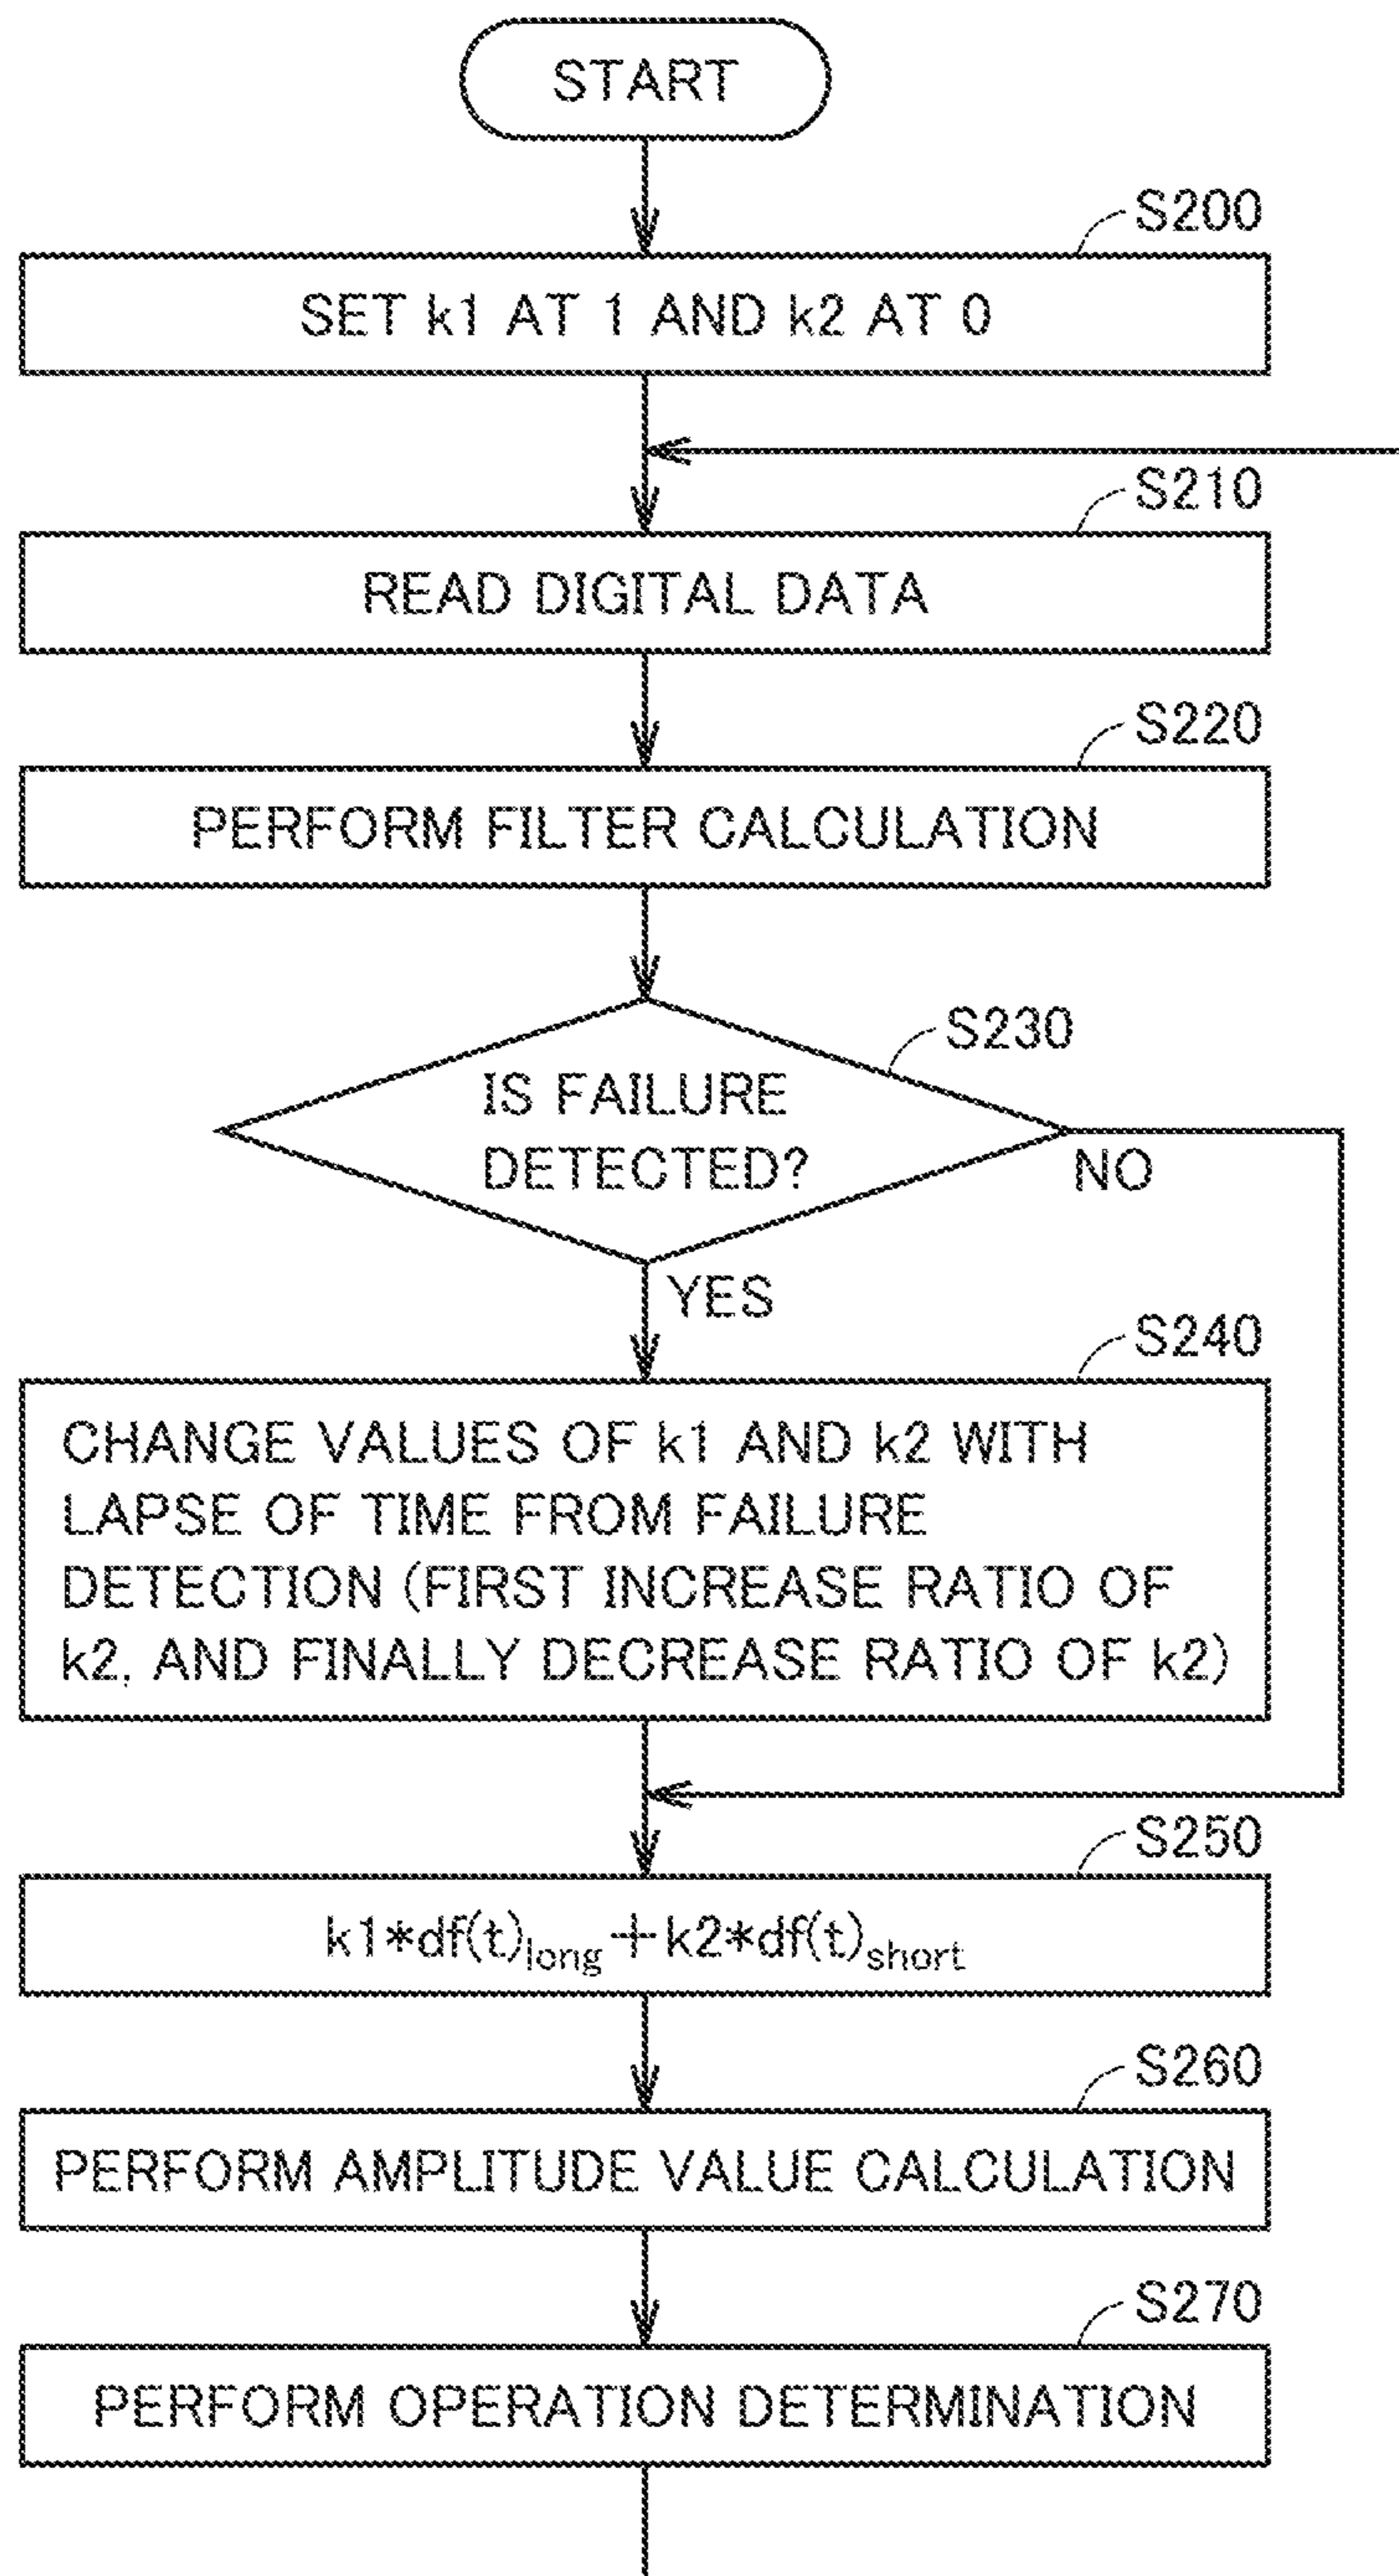 START
S200
SET k1 AT 1 AND k2 AT 0
S210
READ DIGITAL DATA
S220
PERFORM FILTER CALCULATION
S230
IS FAILURE
DETECTED?
NO
YES
S240
CHANGE VALUES OF k1 AND k2 WITH
LAPSE OF TIME FROM FAILURE
DETECTION (FIRST INCREASE RATIO OF
k2, AND FINALLY DECREASE RATIO OF k2)
S250
k1*df(t)long+k2*df(t)short
S260
PERFORM AMPLITUDE VALUE CALCULATION
S270
PERFORM OPERATION DETERMINATION